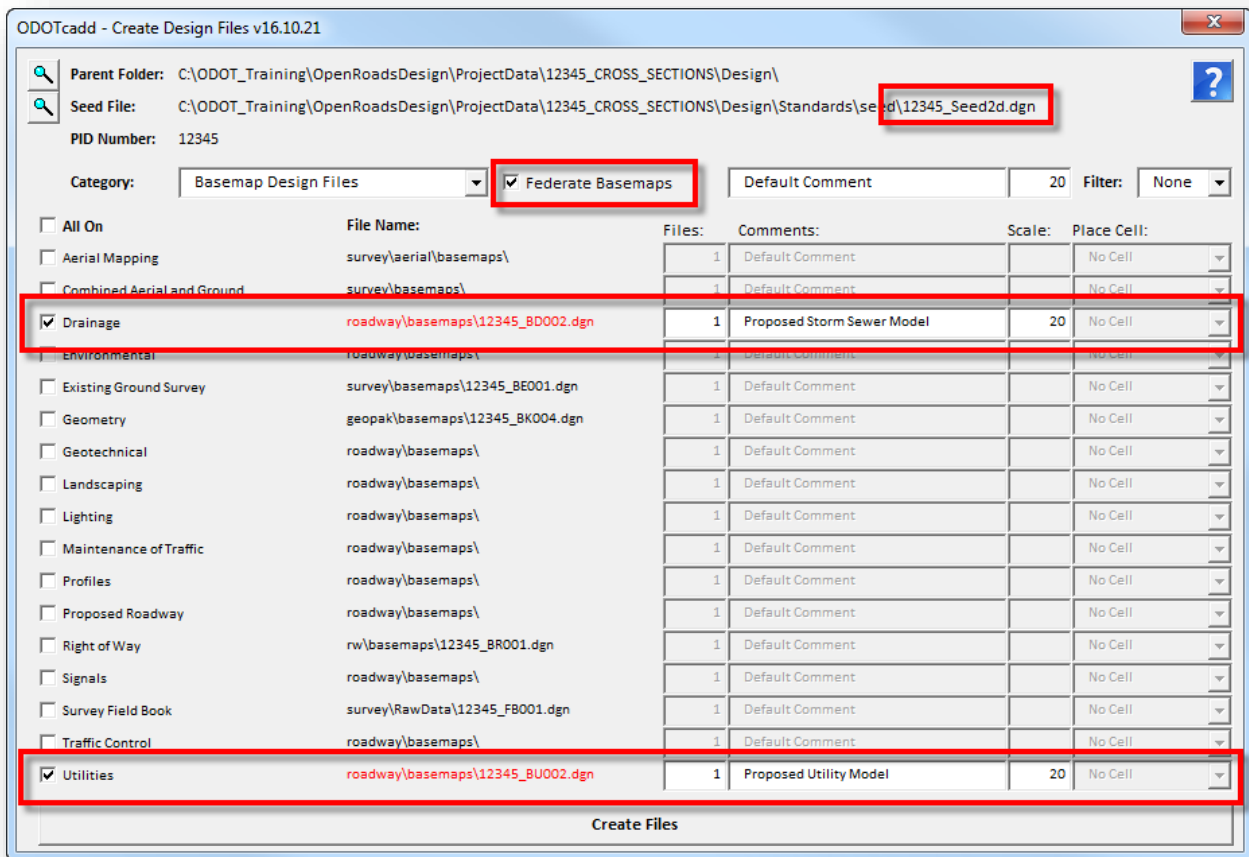 ODOTcadd - Create Design Files v16.10.21
Parent Folder: C:\ODOT_Training\OpenRoadsDesign\ProjectData\12345_CROSS_SECTIONS\Design\
Seed File: C:\ODOT_Training\OpenRoadsDesign\ProjectData\12345_CROSS_SECTIONS\Design\Standards\seed\12345_Seed2d.dgn
PID Number: 12345
Category: Basemap Design Files Federate Basemaps Default Comment 20 Filter: None
All On File Name: Files: Comments: Scale: Place Cell:
Aerial Mapping survey\aerial\basemaps\ 1 Default Comment No Cell
Combined Aerial and Ground survey\basemaps\ 1 Default Comment No Cell
Drainage roadway\basemaps\12345_BD002.dgn 1 Proposed Storm Sewer Model 20 No Cell
Environmental roadway\basemaps\ 1 Default Comment No Cell
Existing Ground Survey survey\basemaps\12345_BE001.dgn 1 Default Comment No Cell
Geometry geopak\basemaps\12345_BK004.dgn 1 Default Comment No Cell
Geotechnical roadway\basemaps\ 1 Default Comment No Cell
Landscaping roadway\basemaps\ 1 Default Comment No Cell
Lighting roadway\basemaps\ 1 Default Comment No Cell
Maintenance of Traffic roadway\basemaps\ 1 Default Comment No Cell
Profiles roadway\basemaps\ 1 Default Comment No Cell
Proposed Roadway roadway\basemaps\ 1 Default Comment No Cell
Right of Way rw\basemaps\12345_BR001.dgn 1 Default Comment No Cell
Signals roadway\basemaps\ 1 Default Comment No Cell
Survey Field Book survey\RawData\12345_FB001.dgn 1 Default Comment No Cell
Traffic Control roadway\basemaps\ 1 Default Comment No Cell
Utilities roadway\basemaps\12345_BU002.dgn 1 Proposed Utility Model 20 No Cell
Create Files